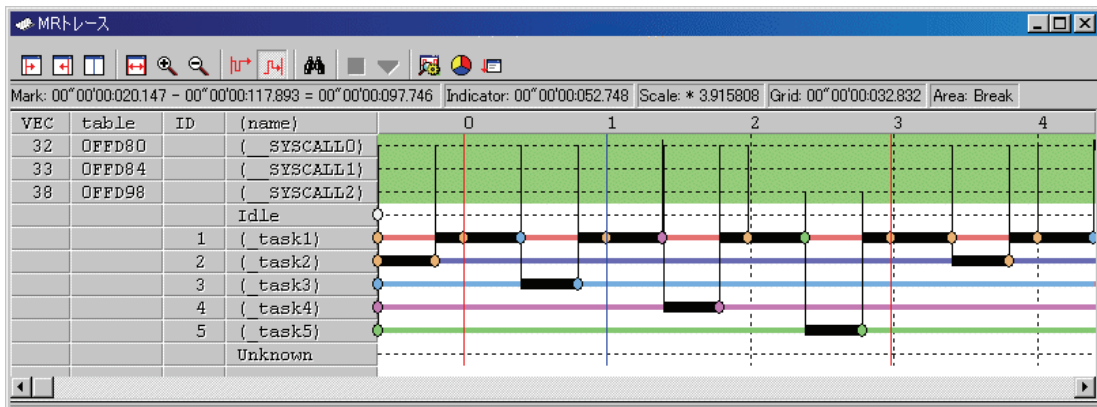 MRトレース
Mark: 00"00'00:020.147 - 00"00'00:117.893 = 00"00'00:097.746 Indicator: 00"00'00:052.748 Scale: * 3.915808 Grid: 00"00'00:032.832 Area: Break
VEC table ID (name) 0 1 2 3 4
32 0FFD80 (__SYSCALL0)
33 0FFD84 (__SYSCALL1)
38 0FFD98 (__SYSCALL2)
Idle
1 (_task1)
2 (_task2)
3 (_task3)
4 (_task4)
5 (_task5)
Unknown